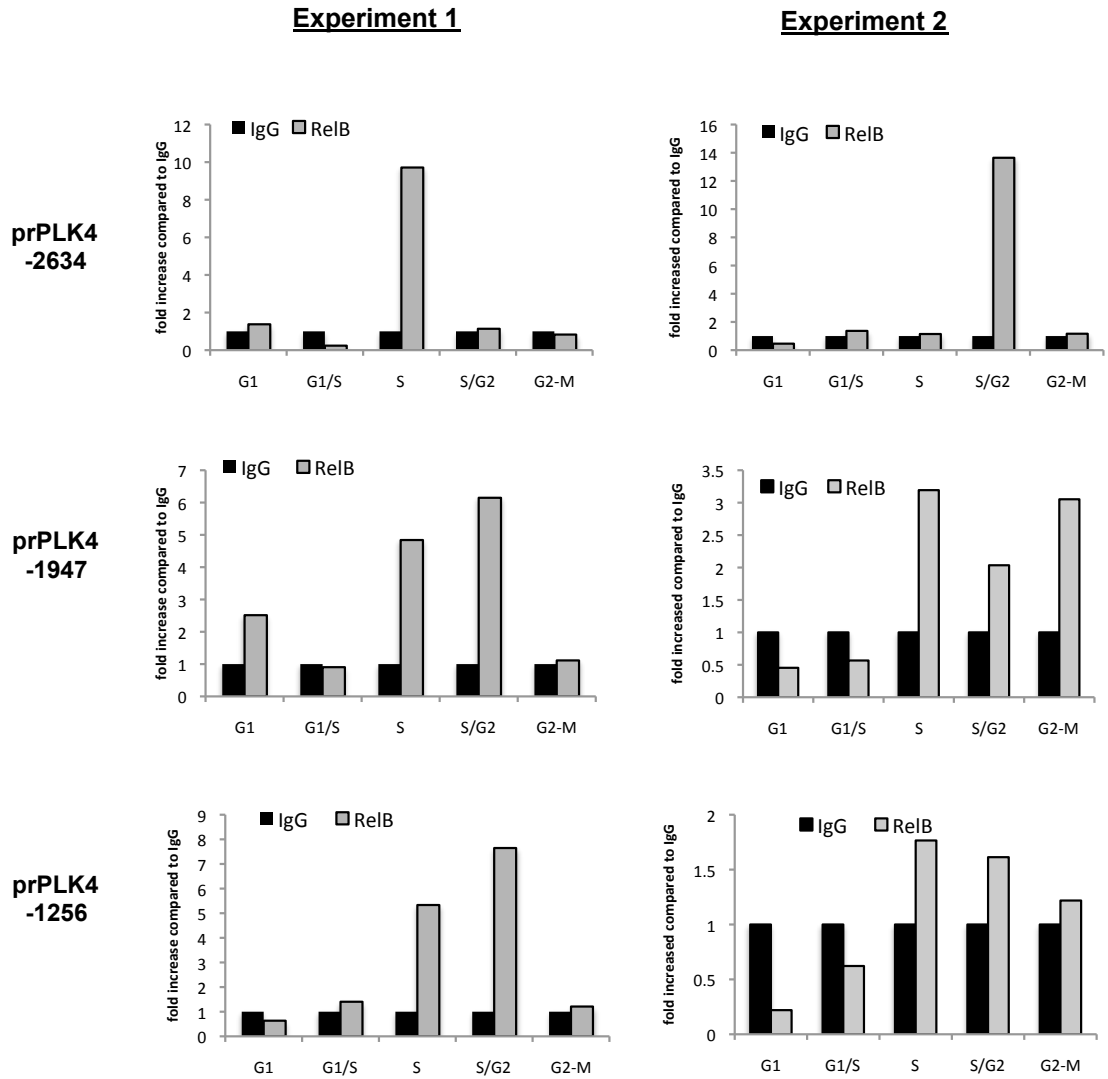 Experiment 1
Experiment 2
prPLK4
-2634
fold increase compared to IgG
IgG RelB
12
10
8
6
4
2
0
G1 G1/S S S/G2 G2-M
fold increased compared to IgG
IgG RelB
16
14
12
10
8
6
4
2
0
G1 G1/S S S/G2 G2-M
prPLK4
-1947
fold increase compared to IgG
IgG RelB
7
6
5
4
3
2
1
0
G1 G1/S S S/G2 G2-M
fold increased compared to IgG
IgG RelB
3.5
3
2.5
2
1.5
1
0.5
0
G1 G1/S S S/G2 G2-M
prPLK4
-1256
fold increase compared to IgG
IgG RelB
9
8
7
6
5
4
3
2
1
0
G1 G1/S S S/G2 G2-M
fold increased compared to IgG
IgG RelB
2
1.5
1
0.5
0
G1 G1/S S S/G2 G2-M